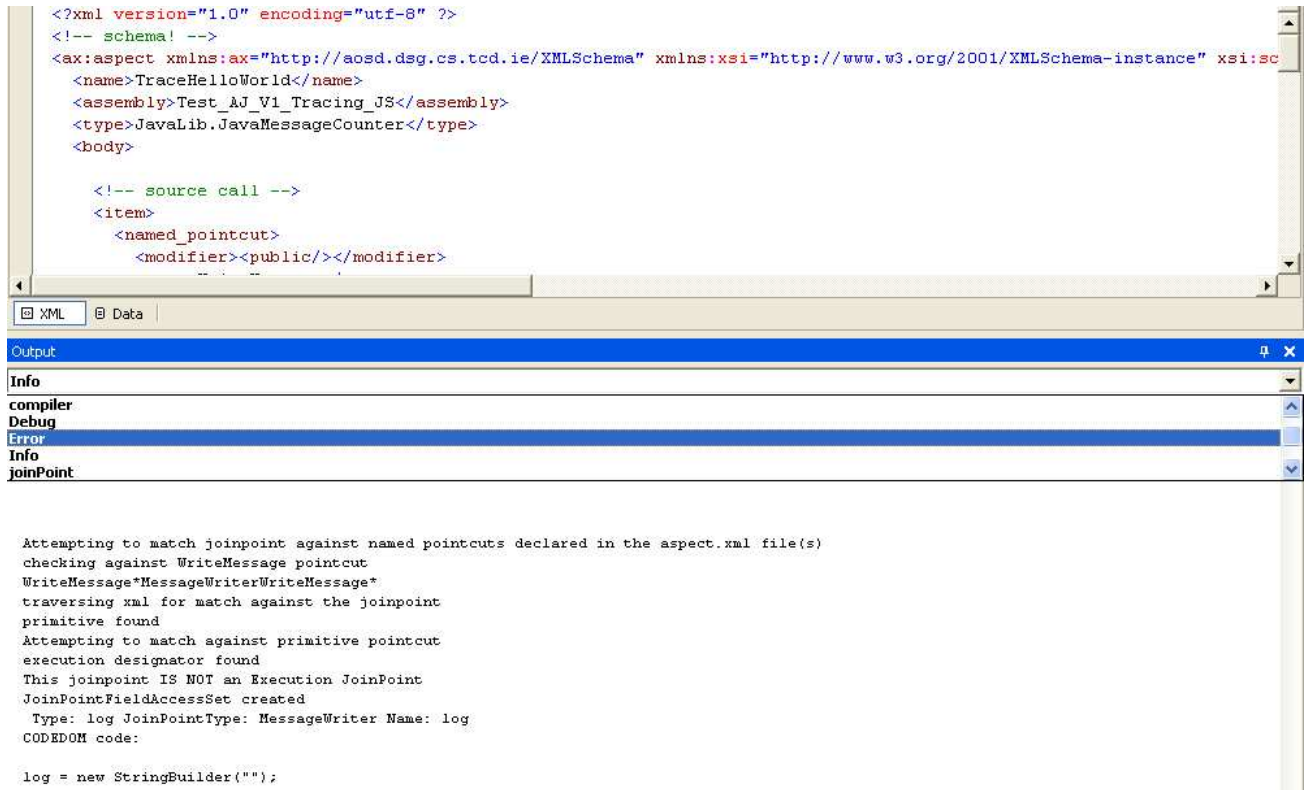 <?xml version="1.0" encoding="utf-8" ?>
<!-- schema! -->
<ax:aspect xmlns:ax="http://aosd.dsg.cs.tcd.ie/XMLSchema" xmlns:xsi="http://www.w3.org/2001/XMLSchema-instance" xsi:sc
<name>TraceHelloWorld</name>
<assembly>Test_AJ_V1_Tracing_JS</assembly>
<type>JavaLib.JavaMessageCounter</type>
<body>
<!-- source call -->
<item>
<named_pointcut>
<modifier><public/></modifier>
XML Data
Output
Info
compiler
Debug
Error
Info
joinPoint
Attempting to match joinpoint against named pointcuts declared in the aspect.xml file(s)
checking against WriteMessage pointcut
WriteMessage*MessageWriterWriteMessage*
traversing xml for match against the joinpoint
primitive found
Attempting to match against primitive pointcut
execution designator found
This joinpoint IS NOT an Execution JoinPoint
JoinPointFieldAccessSet created
Type: log JoinPointType: MessageWriter Name: log
CODEDOM code:
log = new StringBuilder("");